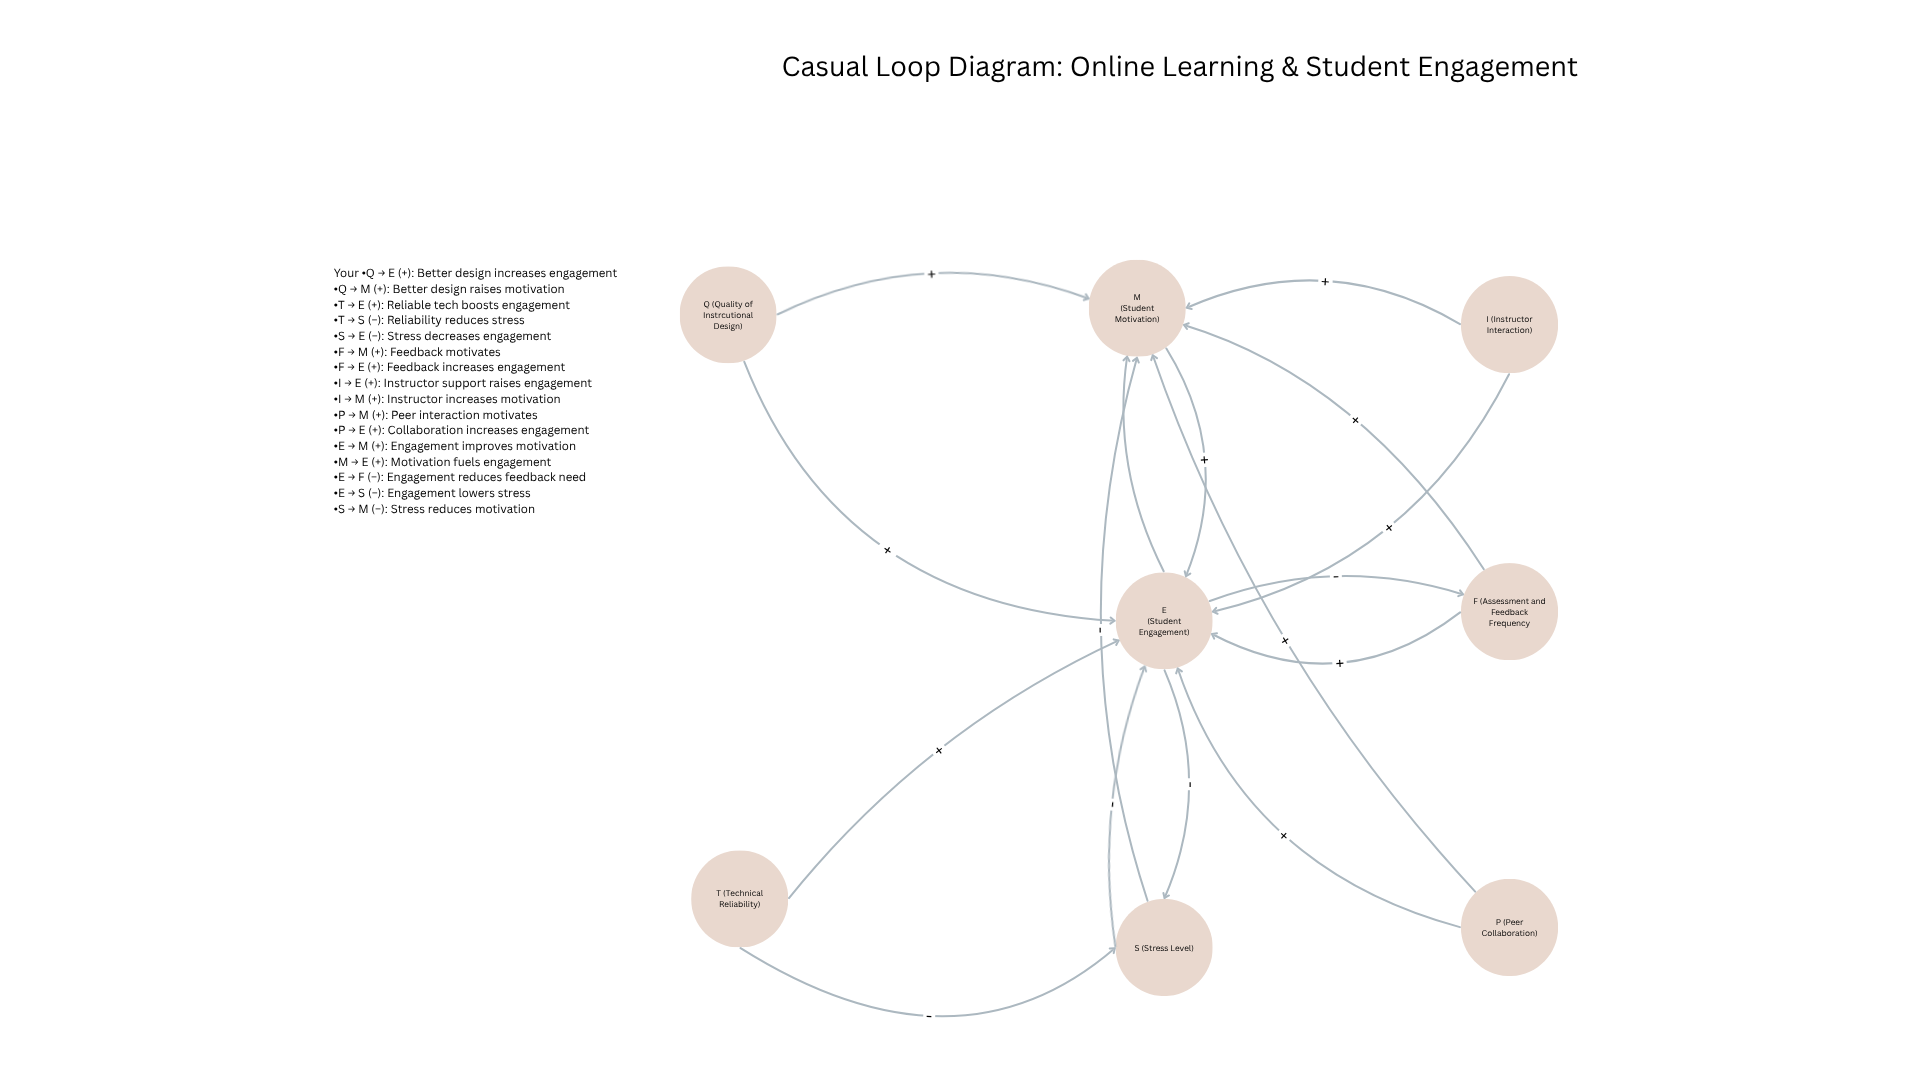 Casual Loop Diagram: Online Learning & Student Engagement
Your •Q → E (+): Better design increases engagement
•Q → M (+): Better design raises motivation
•T → E (+): Reliable tech boosts engagement
•T → S (−): Reliability reduces stress
•S → E (−): Stress decreases engagement
•F → M (+): Feedback motivates
•F → E (+): Feedback increases engagement
•I → E (+): Instructor support raises engagement
•I → M (+): Instructor increases motivation
•P → M (+): Peer interaction motivates
•P → E (+): Collaboration increases engagement
•E → M (+): Engagement improves motivation
•M → E (+): Motivation fuels engagement
•E → F (−): Engagement reduces feedback need
•E → S (−): Engagement lowers stress
•S → M (−): Stress reduces motivation
Q (Quality of
Instrcutional
Design)
+
M
(Student
Motivation)
+
I (Instructor
Interaction)
+
+
+
+
E
(Student
Engagement)
-
-
+
+
F (Assessment and
Feedback
Frequency
+
-
-
+
T (Technical
Reliability)
-
S (Stress Level)
P (Peer
Collaboration)